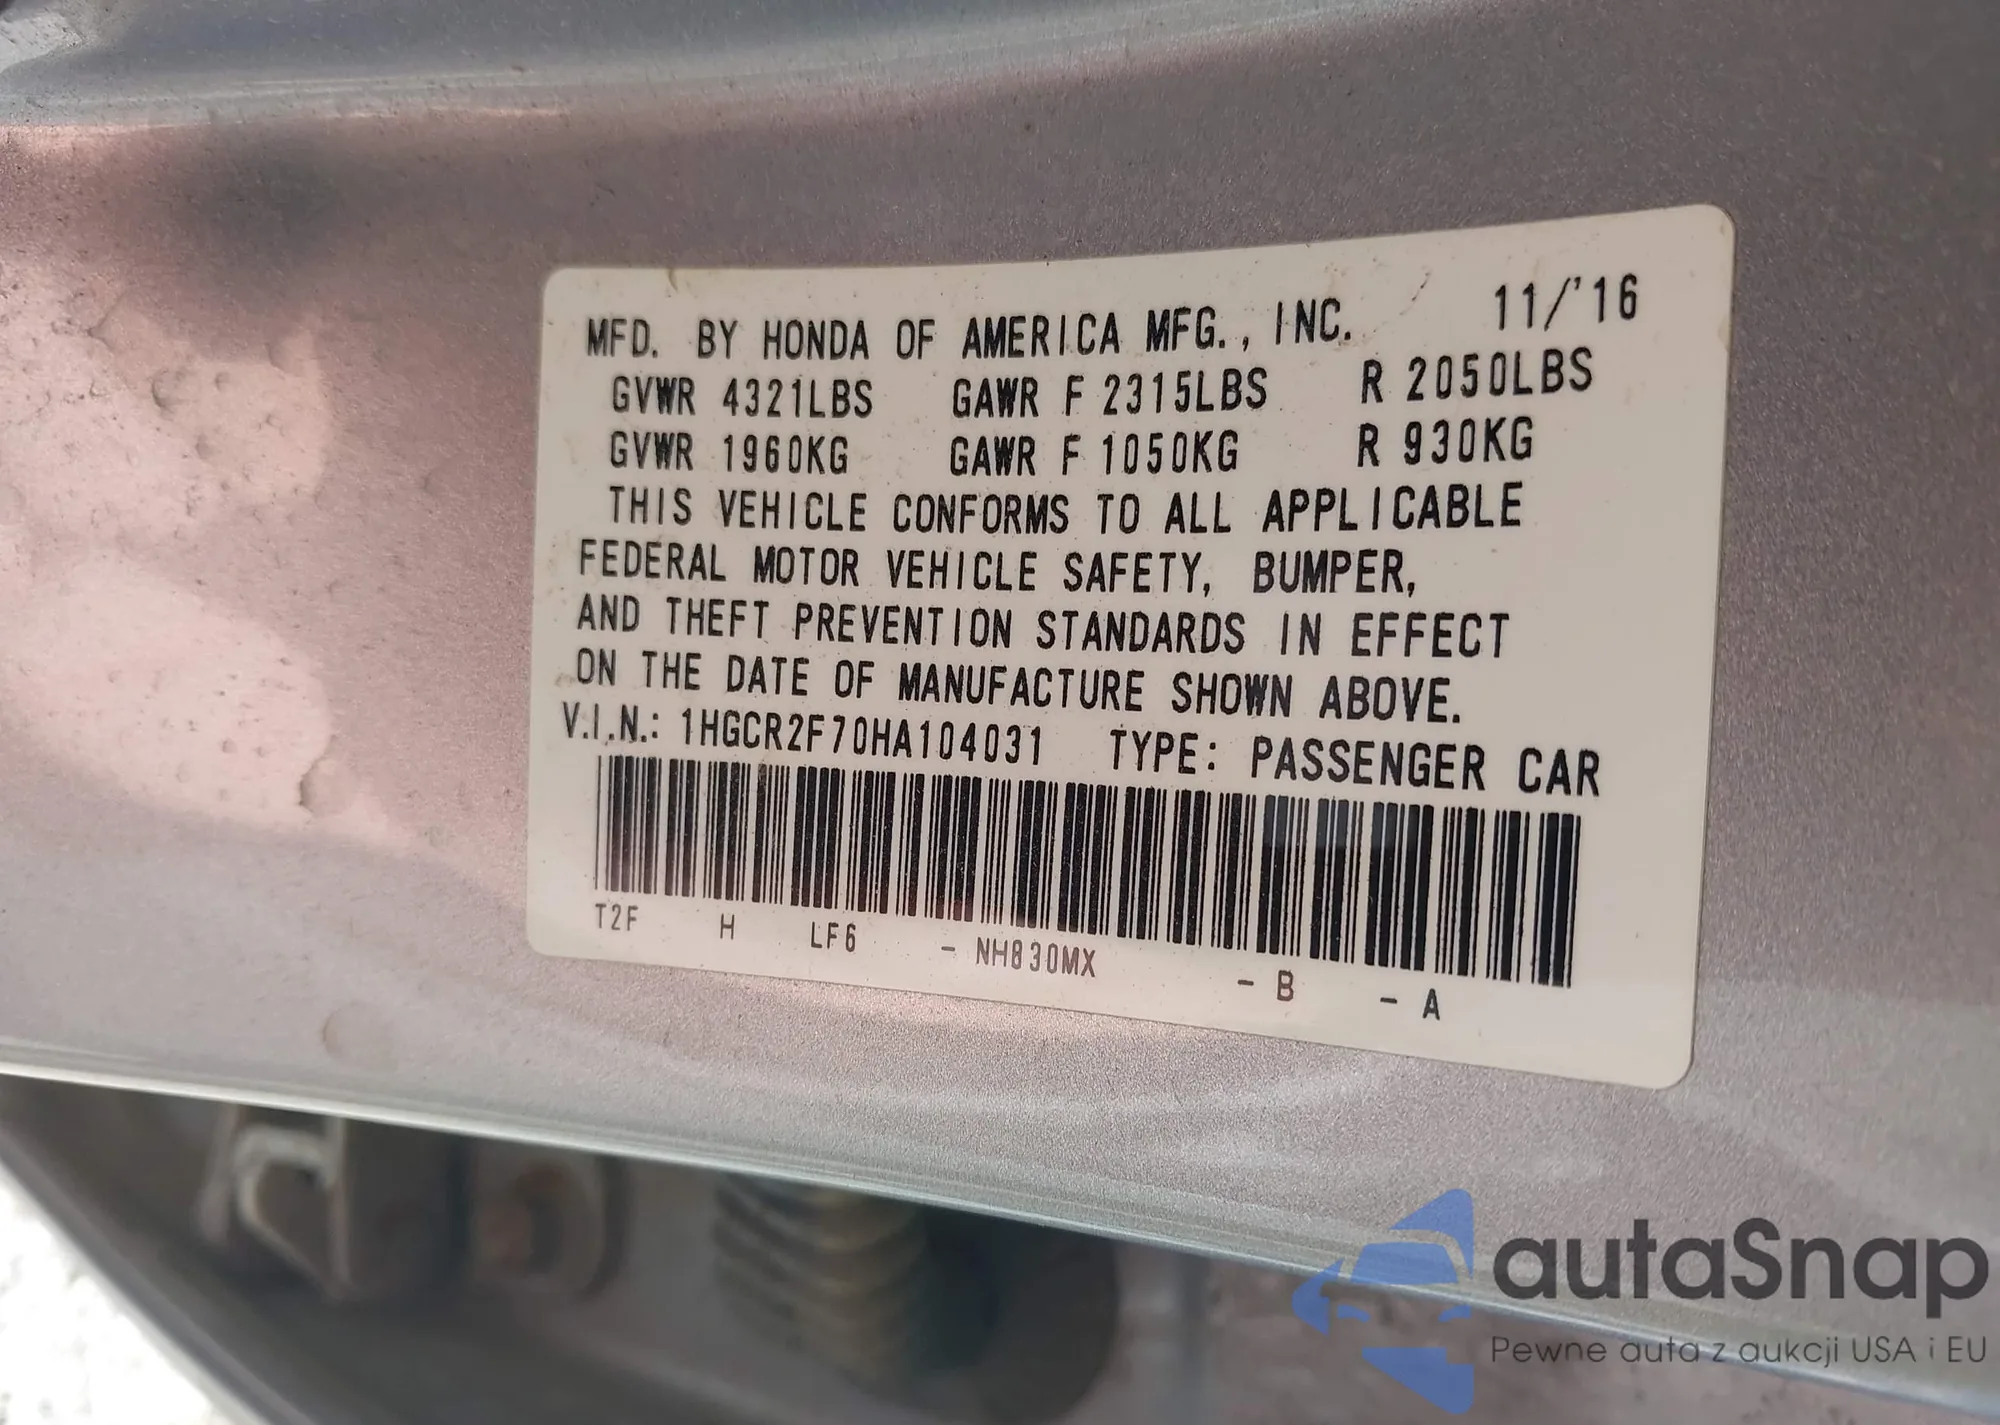 MFD. BY HONDA OF AMERICA MFG., INC. 11/'16
GVWR 4321LBS GAWR F 2315LBS R 2050LBS
GVWR 1960KG GAWR F 1050KG R 930KG
THIS VEHICLE CONFORMS TO ALL APPLICABLE
FEDERAL MOTOR VEHICLE SAFETY, BUMPER,
AND THEFT PREVENTION STANDARDS IN EFFECT
ON THE DATE OF MANUFACTURE SHOWN ABOVE.
V.I.N.: 1HGCR2F70HA104031 TYPE: PASSENGER CAR
T2F H LF6 - NH830MX - B - A
autaSnap
Pewne auta z aukcji USA i EU